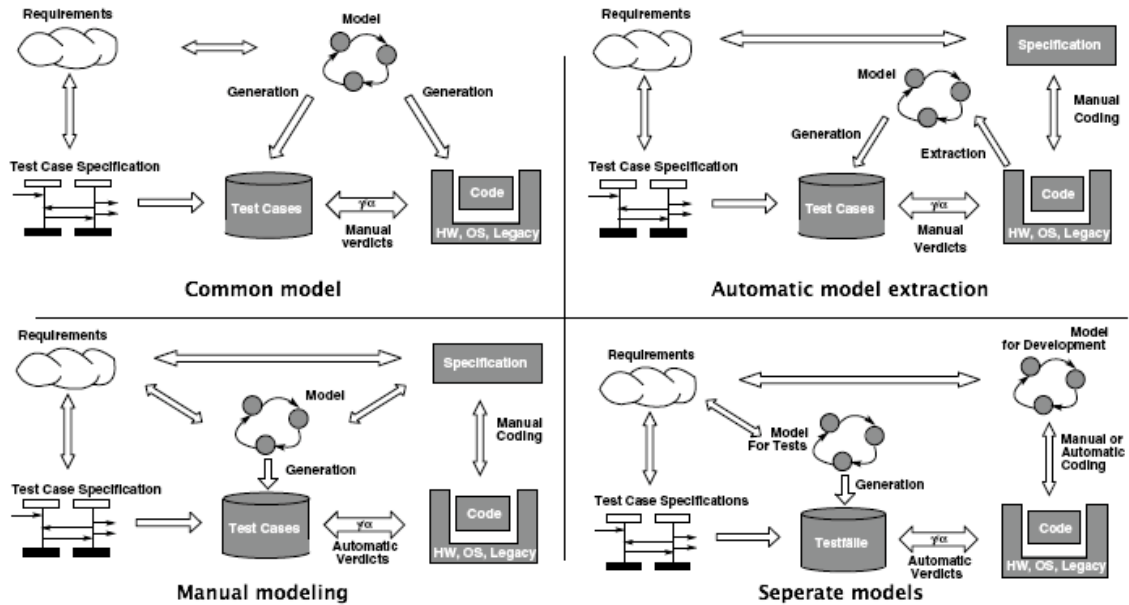 Requirements
Model
Generation
Generation
Test Case Specification
Test Cases
γ/α
Manual
verdicts
Code
HW, OS, Legacy
Common model
Requirements
Specification
Model
Manual
Coding
Generation
Extraction
Test Case Specification
Test Cases
γ/α
Manual
Verdicts
Code
HW, OS, Legacy
Automatic model extraction
Requirements
Specification
Model
Manual
Coding
Generation
Test Case Specification
Test Cases
γ/α
Automatic
Verdicts
Code
HW, OS, Legacy
Manual modeling
Requirements
Model
for Development
Model
For Tests
Manual or
Automatic
Coding
Generation
Test Case Specifications
Testfälle
γ/α
Automatic
Verdicts
Code
HW, OS, Legacy
Seperate models